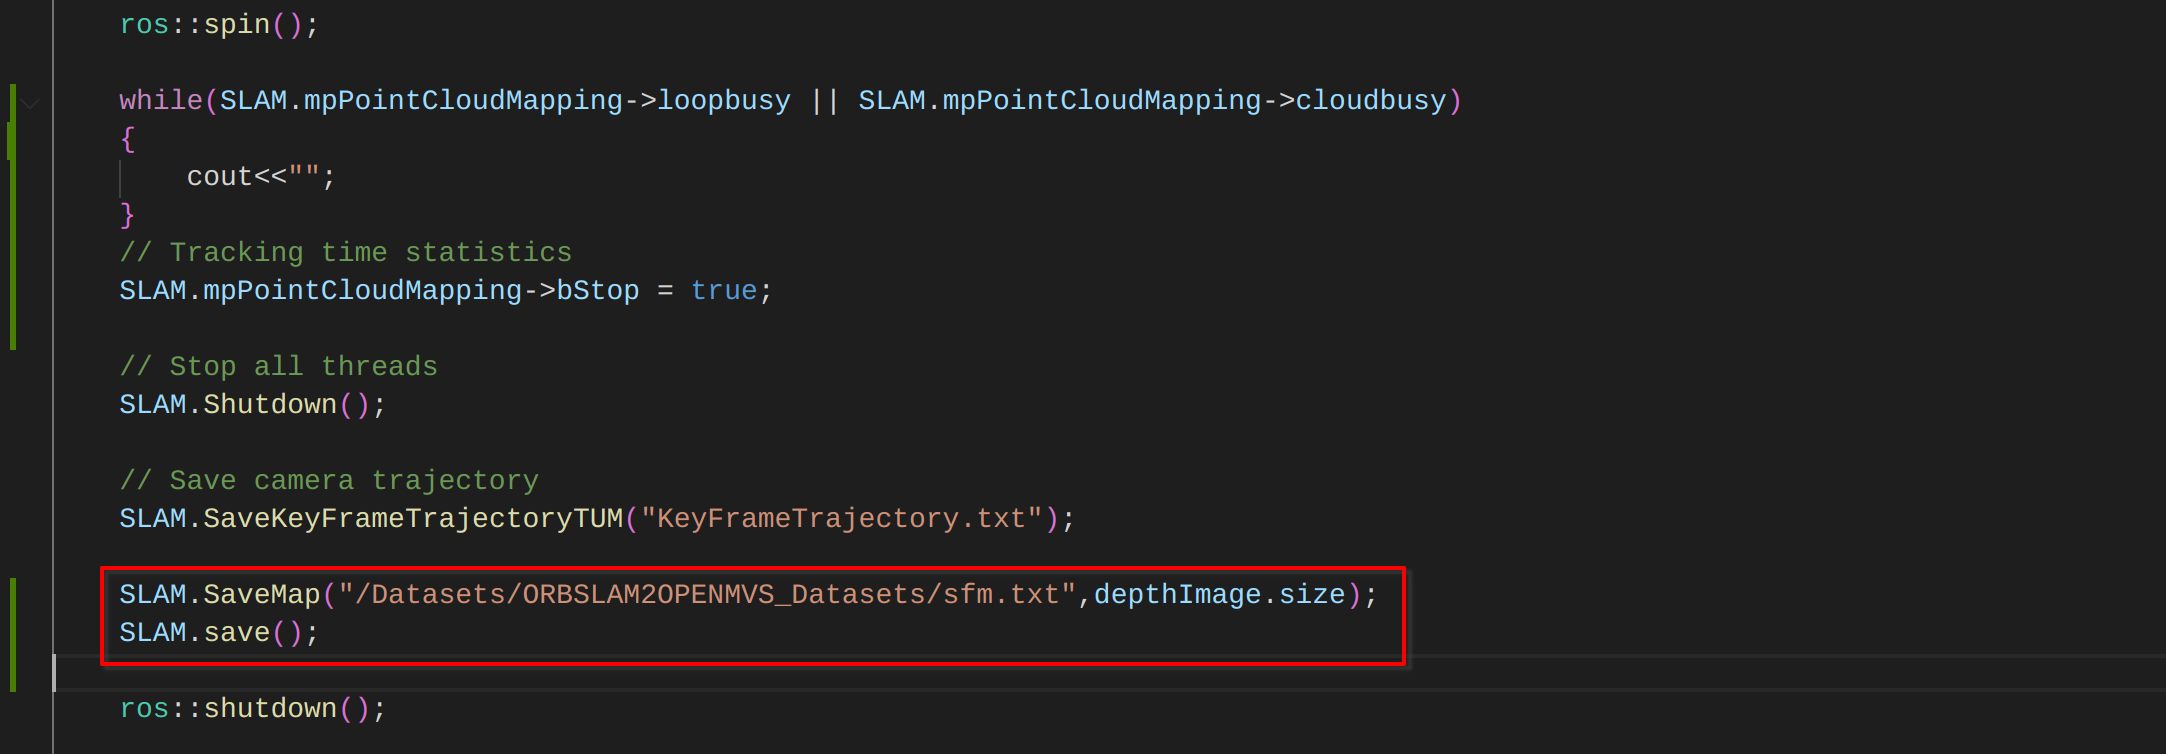 ros::spin();
while(SLAM.mpPointCloudMapping->loopbusy || SLAM.mpPointCloudMapping->cloudbusy)
{
cout<<"";
}
// Tracking time statistics
SLAM.mpPointCloudMapping->bStop = true;
// Stop all threads
SLAM.Shutdown();
// Save camera trajectory
SLAM.SaveKeyFrameTrajectoryTUM("KeyFrameTrajectory.txt");
SLAM.SaveMap("/Datasets/ORBSLAM2OPENMVS_Datasets/sfm.txt",depthImage.size);
SLAM.save();
ros::shutdown();